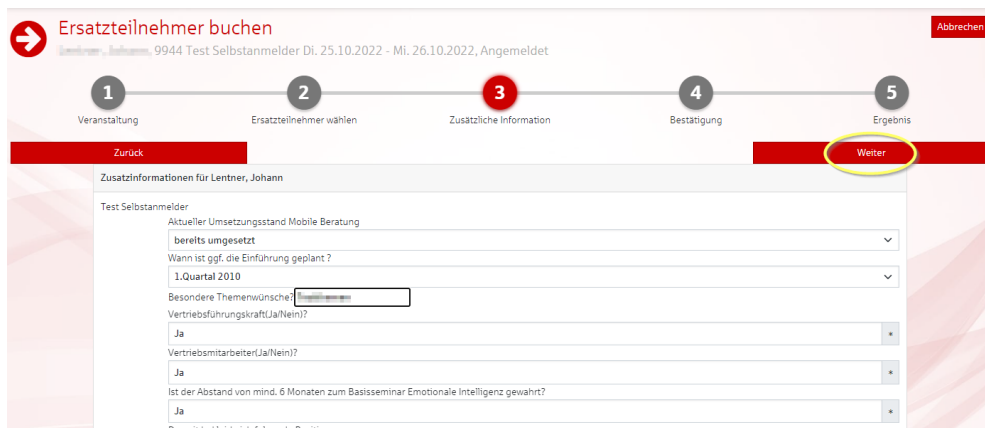 Ersatzteilnehmer buchen
Abbrechen
9944 Test Selbstanmelder Di. 25.10.2022 - Mi. 26.10.2022, Angemeldet
1 2 3 4 5
Veranstaltung Ersatzteilnehmer wählen Zusätzliche Information Bestätigung Ergebnis
Zurück Weiter
Zusatzinformationen für Lentner, Johann
Test Selbstanmelder
Aktueller Umsetzungsstand Mobile Beratung
bereits umgesetzt
Wann ist ggf. die Einführung geplant ?
1.Quartal 2010
Besondere Themenwünsche?
Vertriebsführungskraft(Ja/Nein)?
Ja *
Vertriebsmitarbeiter(Ja/Nein)?
Ja *
Ist der Abstand von mind. 6 Monaten zum Basisseminar Emotionale Intelligenz gewahrt?
Ja *